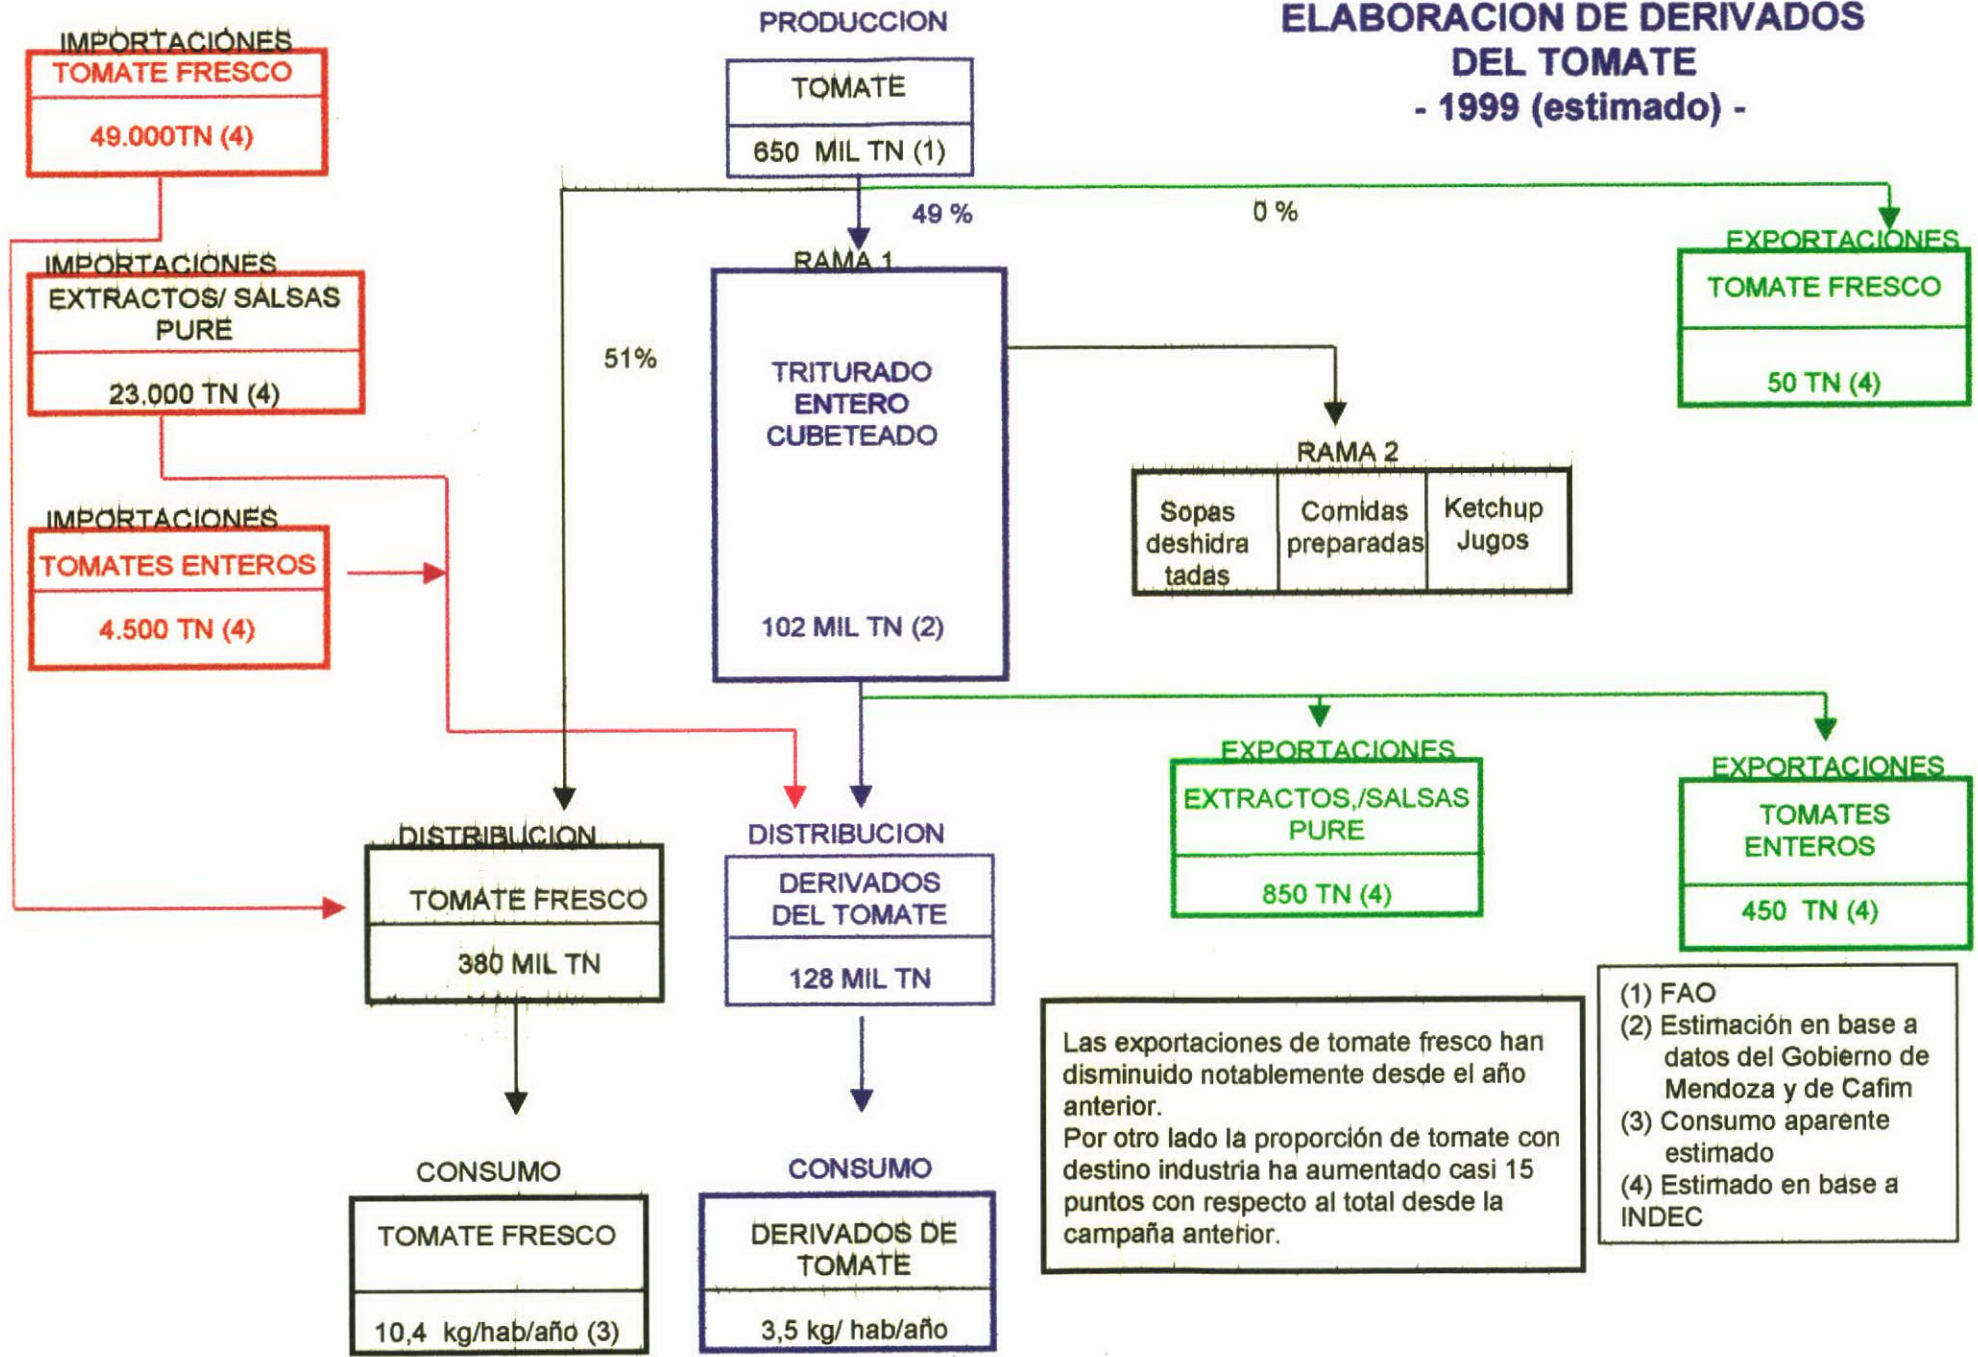 ELABORACION DE DERIVADOS
DEL TOMATE
- 1999 (estimado) -
IMPORTACIONES
TOMATE FRESCO
49.000TN (4)
PRODUCCION
TOMATE
650 MIL TN (1)
49 %
0 %
51%
EXPORTACIONES
TOMATE FRESCO
50 TN (4)
IMPORTACIONES
EXTRACTOS/ SALSAS
PURE
23.000 TN (4)
RAMA 1
TRITURADO
ENTERO
CUBETEADO
102 MIL TN (2)
RAMA 2
Sopas
deshidra
tadas
Comidas
preparadas
Ketchup
Jugos
IMPORTACIONES
TOMATES ENTEROS
4.500 TN (4)
EXPORTACIONES
EXTRACTOS,/SALSAS
PURE
850 TN (4)
EXPORTACIONES
TOMATES
ENTEROS
450 TN (4)
DISTRIBUCION
TOMATE FRESCO
380 MIL TN
DISTRIBUCION
DERIVADOS
DEL TOMATE
128 MIL TN
CONSUMO
TOMATE FRESCO
10,4 kg/hab/año (3)
CONSUMO
DERIVADOS DE
TOMATE
3,5 kg/ hab/año
Las exportaciones de tomate fresco han
disminuido notablemente desde el año
anterior.
Por otro lado la proporción de tomate con
destino industria ha aumentado casi 15
puntos con respecto al total desde la
campaña anterior.
(1) FAO
(2) Estimación en base a
datos del Gobierno de
Mendoza y de Cafim
(3) Consumo aparente
estimado
(4) Estimado en base a
INDEC